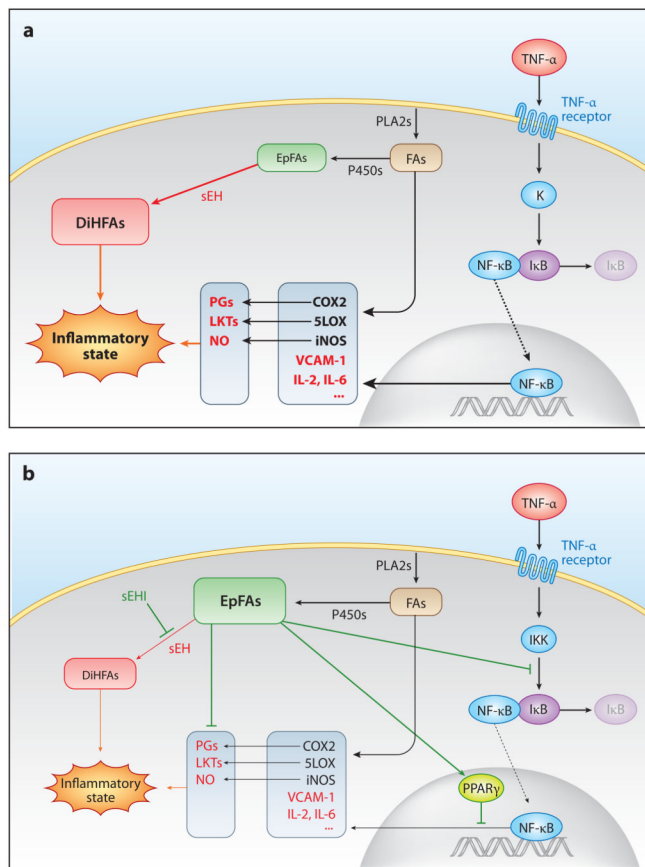 a
TNF-α
TNF-α
receptor
PLA2s
EpFAs
P450s
FAs
sEH
K
DiHFAs
NF-κB
IκB
IκB
PGs
COX2
LKTs
5LOX
NO
iNOS
VCAM-1
IL-2, IL-6
...
Inflammatory
state
NF-κB
b
TNF-α
TNF-α
receptor
PLA2s
sEHI
EpFAs
P450s
FAs
sEH
IKK
DiHFAs
NF-κB
IκB
IκB
PGs
COX2
LKTs
5LOX
NO
iNOS
VCAM-1
IL-2, IL-6
...
Inflammatory
state
PPARγ
NF-κB